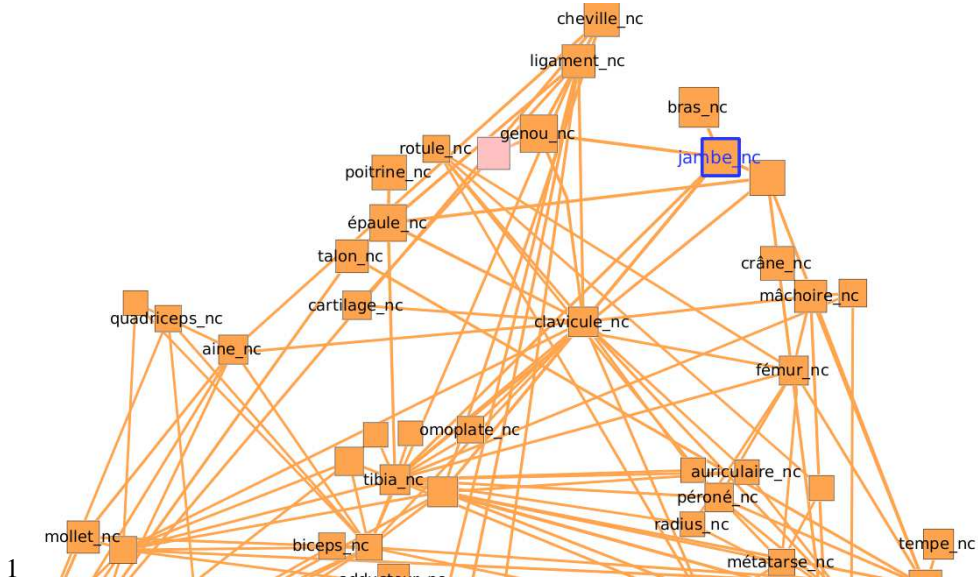 cheville_nc
ligament_nc
bras_nc
genou_nc
rotule_nc
jambe_nc
poitrine_nc
épaule_nc
talon_nc
crâne_nc
mâchoire_nc
cartilage_nc
quadriceps_nc
clavicule_nc
aine_nc
fémur_nc
omoplate_nc
tibia_nc
auriculaire_nc
péroné_nc
radius_nc
mollet_nc
biceps_nc
tempe_nc
métatarse_nc
adducteur_nc
1